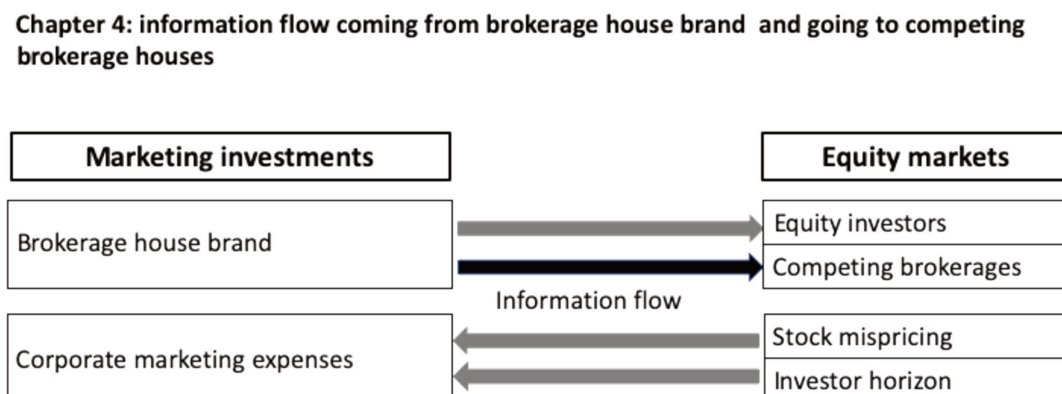 Chapter 4: information flow coming from brokerage house brand and going to competing
brokerage houses
Marketing investments
Equity markets
Brokerage house brand
Equity investors
Competing brokerages
Information flow
Corporate marketing expenses
Stock mispricing
Investor horizon